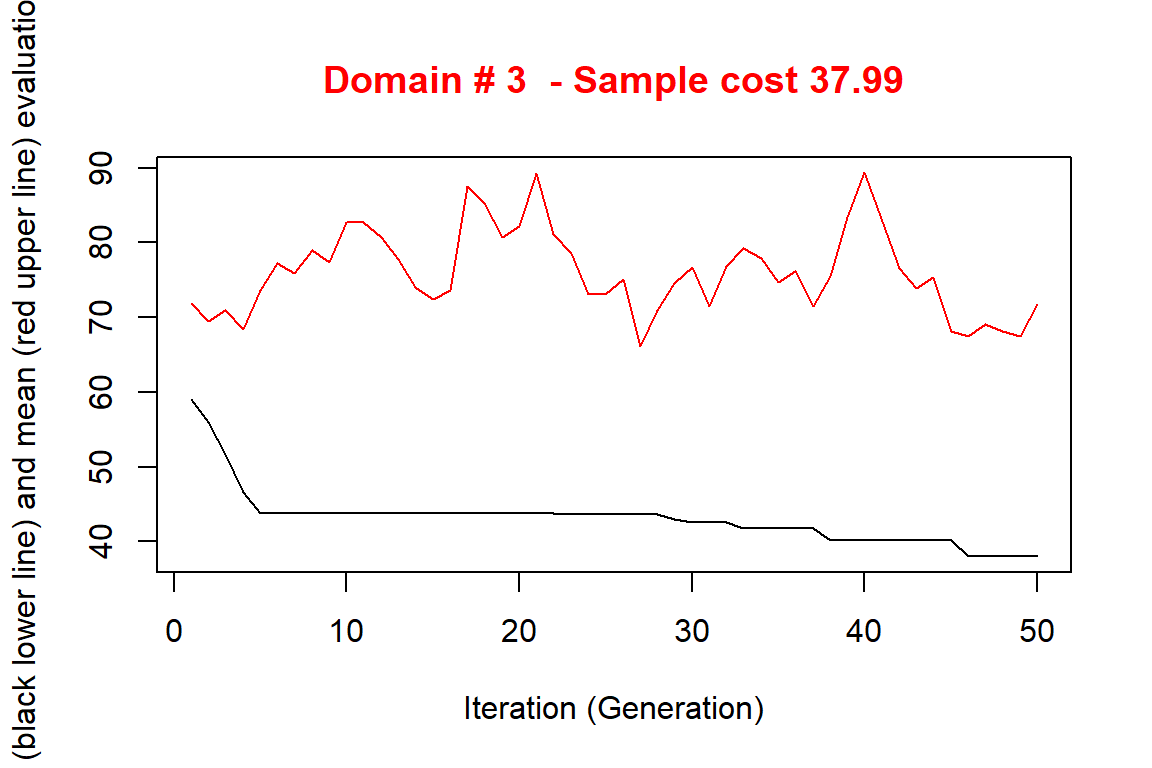 Domain # 3  - Sample cost 37.99
(black lower line) and mean (red upper line) evaluatio
90
80
70
60
50
40
0 10 20 30 40 50
Iteration (Generation)